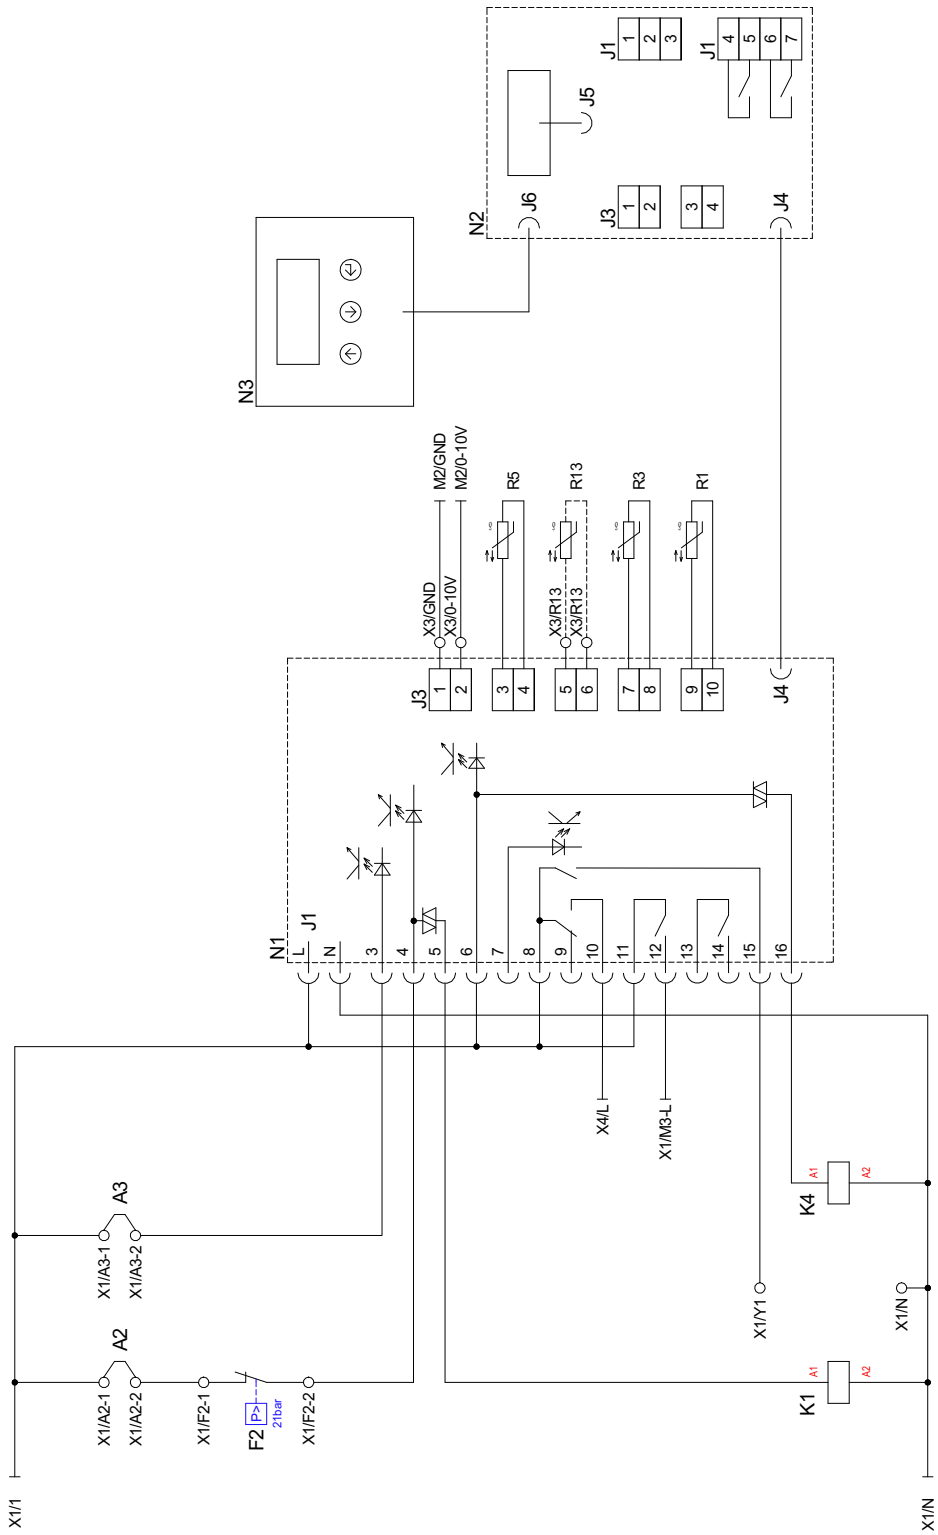 J1
1
2
3
J1
4
5
6
7
J5
N2
J6
J3
1
2
3
4
J4
N3
M2/GND
M2/0-10V
X3/GND
X3/0-10V
R5
R13
R3
R1
X3/R13
X3/R13
J3
1
2
3
4
5
6
7
8
9
10
J4
N1
J1
L
N
3
4
5
6
7
8
9
10
11
12
13
14
15
16
X4/L
X1/M3-L
A3
X1/A3-1
X1/A3-2
A2
X1/A2-1
X1/A2-2
X1/F2-1
F2
P>
21bar
X1/F2-2
K4
A1
A2
X1/Y1
X1/N
K1
A1
A2
X1/1
X1/N